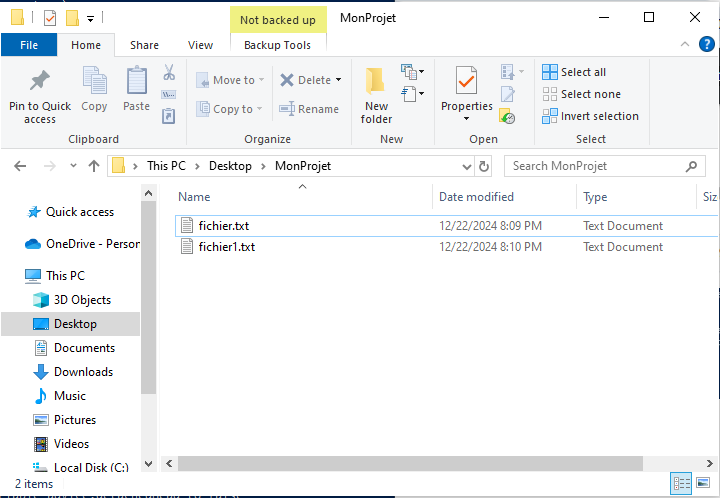 Not backed up
MonProjet
File
Home
Share
View
Backup Tools
Pin to Quick access
Copy
Paste
Clipboard
Move to
Copy to
Delete
Rename
Organize
New folder
New
Properties
Open
Select all
Select none
Invert selection
Select
This PC > Desktop > MonProjet
Search MonProjet
Name
Date modified
Type
Siz
fichier.txt 12/22/2024 8:09 PM Text Document
fichier1.txt 12/22/2024 8:10 PM Text Document
Quick access
OneDrive - Person
This PC
3D Objects
Desktop
Documents
Downloads
Music
Pictures
Videos
Local Disk (C:)
2 items